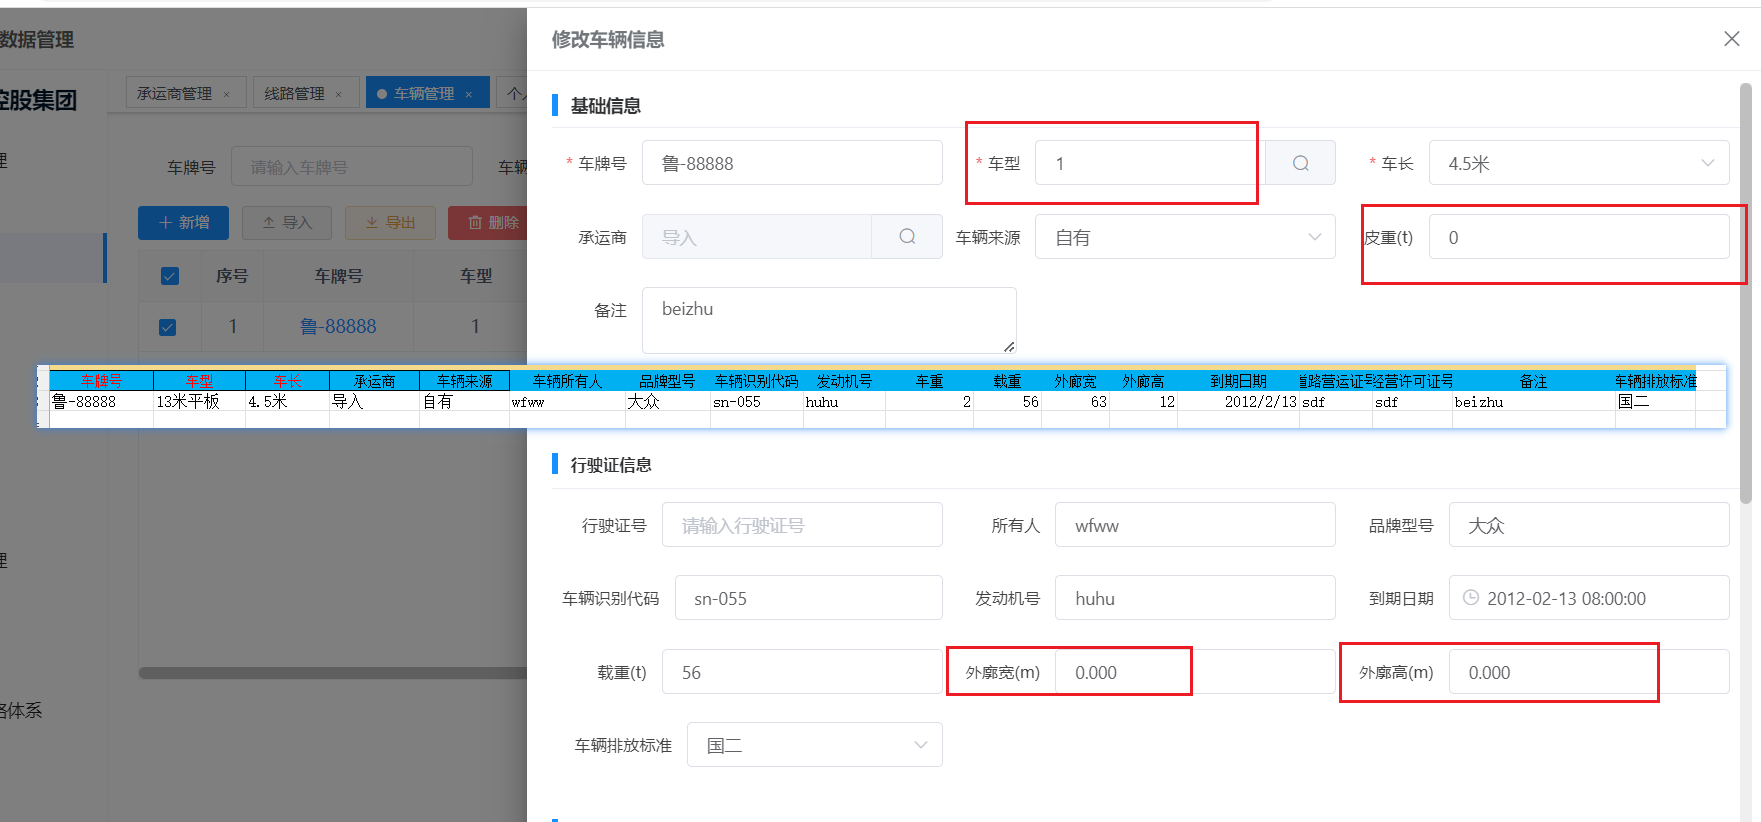 数据管理
修改车辆信息
控股集团
承运商管理 ×
线路管理 ×
车辆管理 ×
基础信息
车牌号 请输入车牌号
* 车牌号 鲁-88888
* 车型 1
* 车长 4.5米
新增
导入
导出
删除
承运商 导入
车辆来源 自有
皮重(t) 0
序号 车牌号 车型
1 鲁-88888 1
备注 beizhu
车牌号 车型 车长 承运商 车辆来源 车辆所有人 品牌型号 车辆识别代码 发动机号 车重 载重 外廊宽 外廊高 到期日期 道路营运证号 经营许可证号 备注 车辆排放标准
鲁-88888 13米平板 4.5米 导入 自有 wfww 大众 sn-055 huhu 2 56 63 12 2012/2/13 sdf sdf beizhu 国二
行驶证信息
行驶证号 请输入行驶证号
所有人 wfww
品牌型号 大众
车辆识别代码 sn-055
发动机号 huhu
到期日期 2012-02-13 08:00:00
载重(t) 56
外廓宽(m) 0.000
外廓高(m) 0.000
车辆排放标准 国二